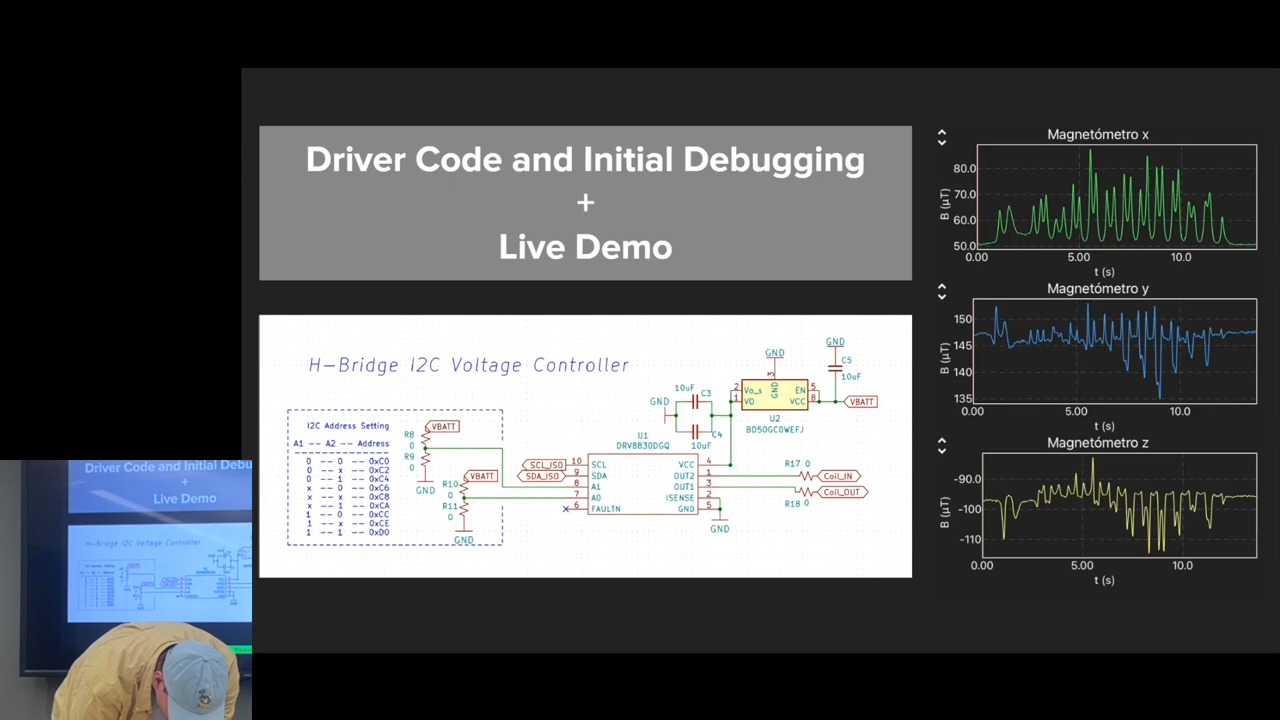 Driver Code and Initial Debugging
+
Live Demo
H-Bridge I2C Voltage Controller
I2C Address Setting
A1 -- A2 -- Address
0 -- 0 -- 0xC0
0 -- x -- 0xC2
0 -- 1 -- 0xC4
x -- 0 -- 0xC6
x -- x -- 0xC8
x -- 1 -- 0xCA
1 -- 0 -- 0xCC
1 -- x -- 0xCE
1 -- 1 -- 0xD0
VBATT
R8
0
R9
0
GND
VBATT
R10
0
R11
0
GND
SCL_ISO
SDA_ISO
10
9
8
7
6
U1
DRV8830DGQ
SCL
SDA
A1
A0
FAULTN
VCC
OUT2
OUT1
ISENSE
GND
4
1
3
2
5
GND
10uF C3
C4
10uF
GND
3
2
1
Vo_s
VO
GND
EN
VCC
5
8
U2
BD50GC0WEFJ
GND
C5
10uF
VBATT
R17 0
Coil_IN
R18 0
Coil_OUT
GND
Magnetómetro x
B (µT)
80.0
70.0
60.0
50.0
0.00 5.00 10.0
t (s)
Magnetómetro y
B (µT)
150
145
140
135
0.00 5.00 10.0
t (s)
Magnetómetro z
B (µT)
-90.0
-100
-110
0.00 5.00 10.0
t (s)
Driver Code and Initial Debu
+
Live Demo
H-Bridge I2C Voltage Controller